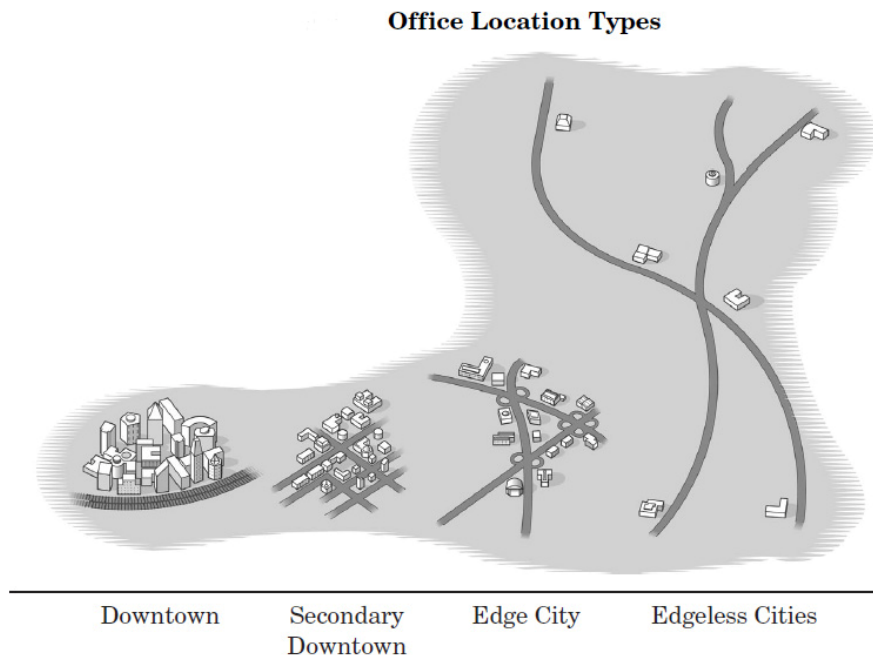 Office Location Types
Downtown
Secondary
Downtown
Edge City
Edgeless Cities